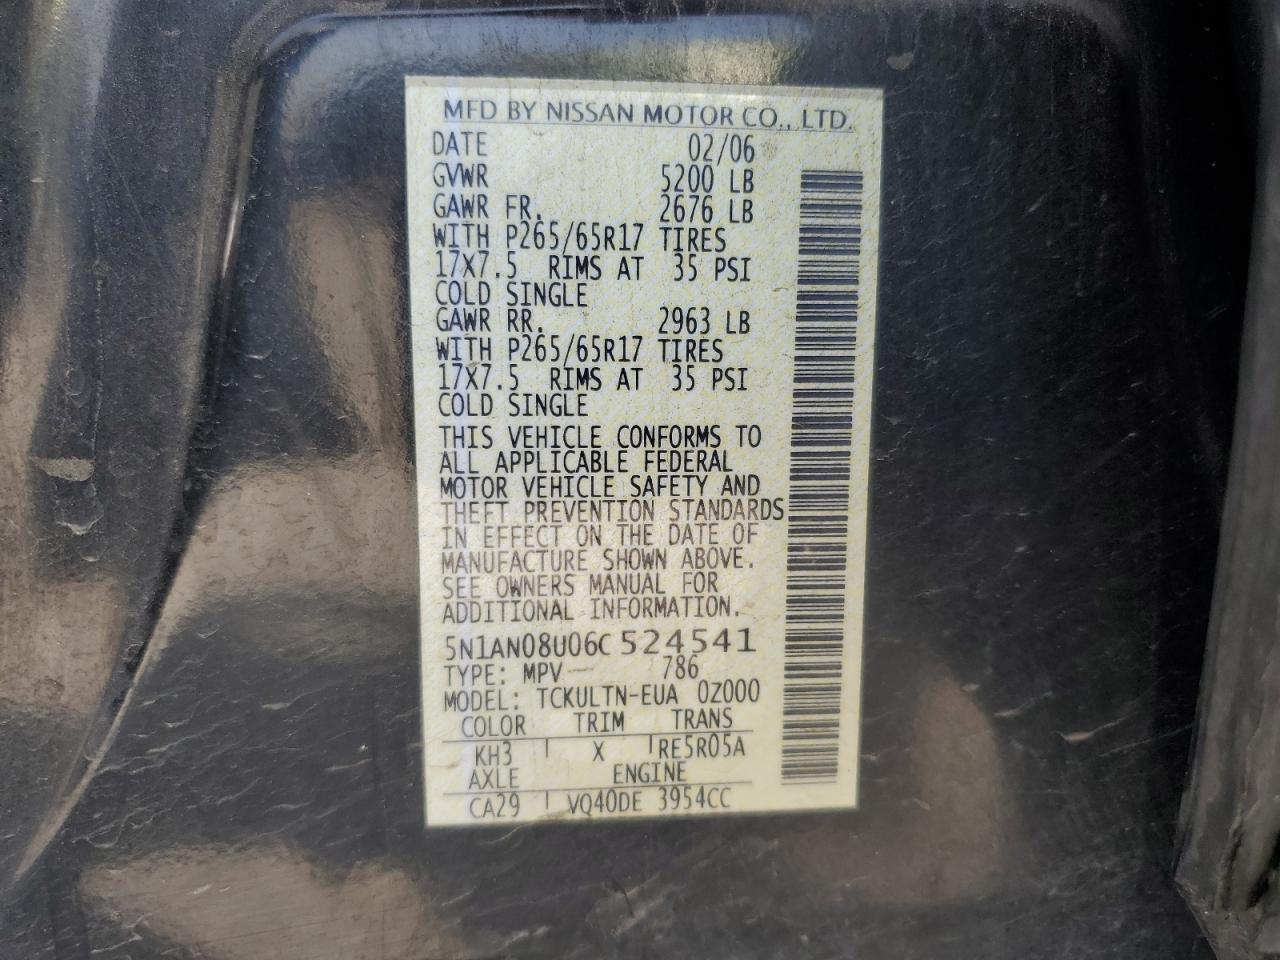 MFD BY NISSAN MOTOR CO., LTD.
DATE 02/06
GVWR 5200 LB
GAWR FR. 2676 LB
WITH P265/65R17 TIRES
17X7.5 RIMS AT 35 PSI
COLD SINGLE
GAWR RR. 2963 LB
WITH P265/65R17 TIRES
17X7.5 RIMS AT 35 PSI
COLD SINGLE
THIS VEHICLE CONFORMS TO
ALL APPLICABLE FEDERAL
MOTOR VEHICLE SAFETY AND
THEFT PREVENTION STANDARDS
IN EFFECT ON THE DATE OF
MANUFACTURE SHOWN ABOVE.
SEE OWNERS MANUAL FOR
ADDITIONAL INFORMATION.
5N1AN08U06C524541
TYPE: MPV 786
MODEL: TCKULTN-EUA 0Z000
COLOR TRIM TRANS
KH3 X RE5R05A
AXLE ENGINE
CA29 VQ40DE 3954CC